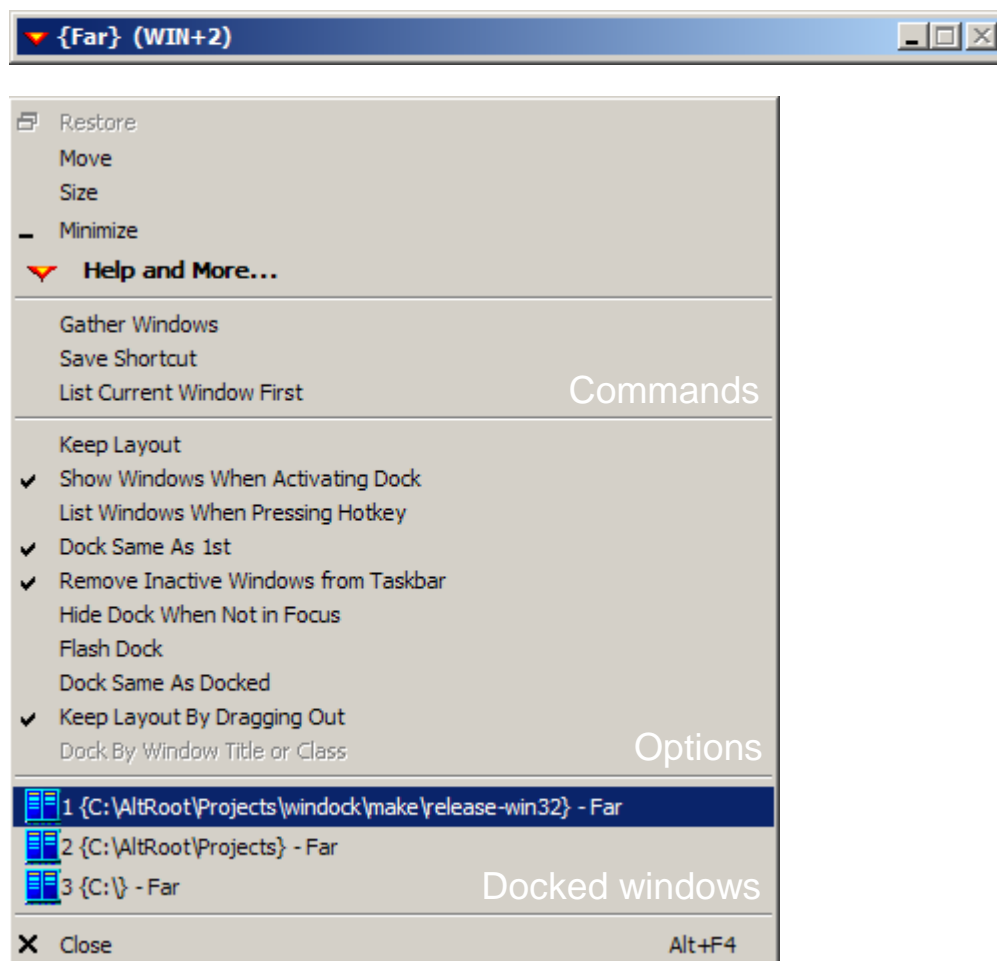 {Far} (WIN+2)
Restore
Move
Size
Minimize
Help and More...
Gather Windows
Save Shortcut
List Current Window First
Commands
Keep Layout
Show Windows When Activating Dock
List Windows When Pressing Hotkey
Dock Same As 1st
Remove Inactive Windows from Taskbar
Hide Dock When Not in Focus
Flash Dock
Dock Same As Docked
Keep Layout By Dragging Out
Dock By Window Title or Class
Options
1 {C:\AltRoot\Projects\windock\make\release-win32} - Far
2 {C:\AltRoot\Projects} - Far
3 {C:\} - Far
Docked windows
Close Alt+F4